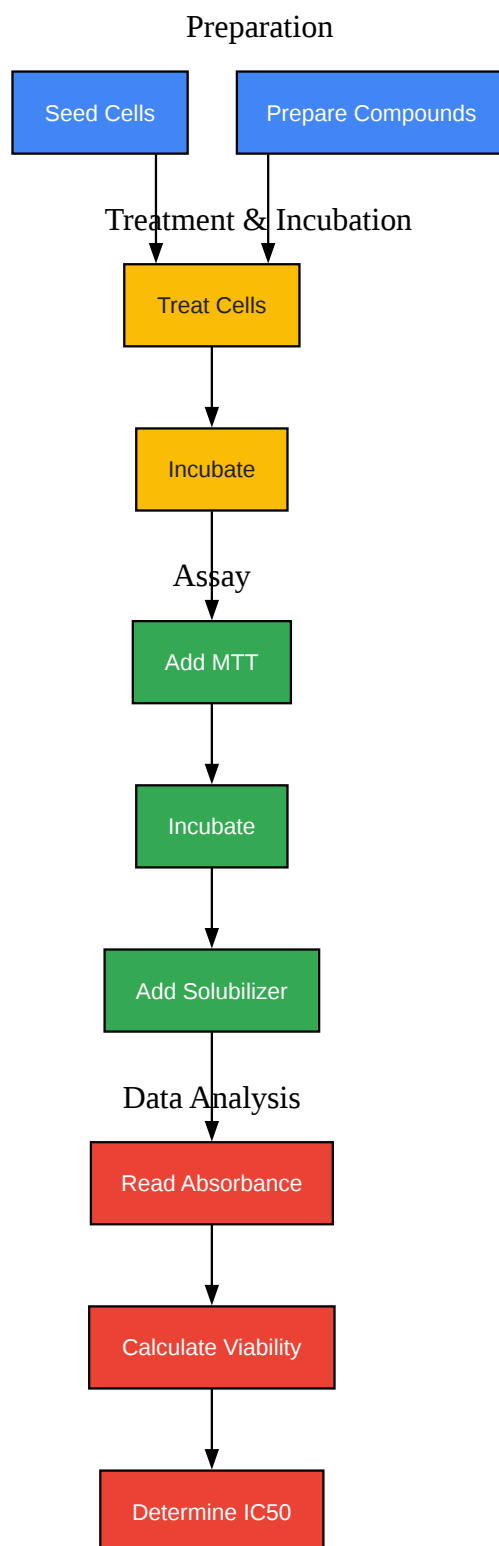 Preparation
Seed Cells
Prepare Compounds
Treatment & Incubation
Treat Cells
Incubate
Assay
Add MTT
Incubate
Add Solubilizer
Data Analysis
Read Absorbance
Calculate Viability
Determine IC50